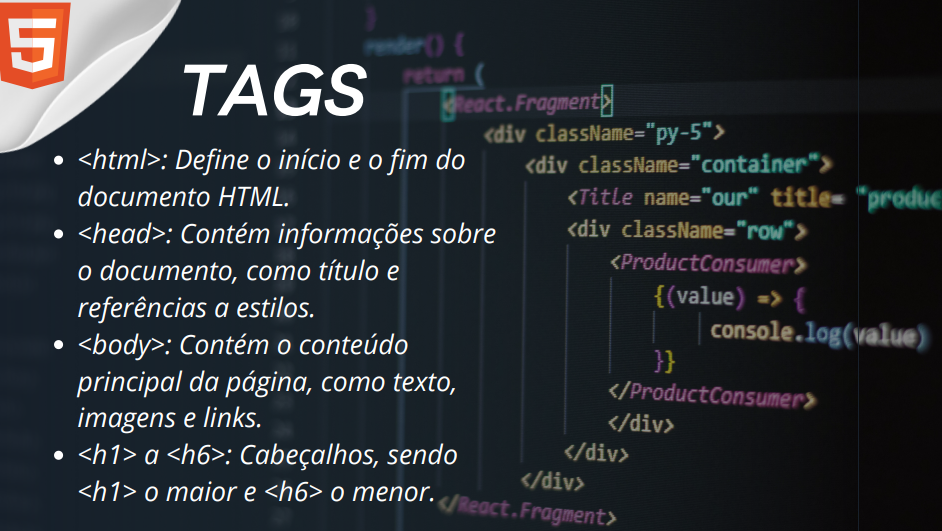 5
TAGS
• <html>: Define o início e o fim do
documento HTML.
• <head>: Contém informações sobre
o documento, como título e
referências a estilos.
• <body>: Contém o conteúdo
principal da página, como texto,
imagens e links.
• <h1> a <h6>: Cabeçalhos, sendo
<h1> o maior e <h6> o menor.
}
render() {
return (
<React.Fragment>
<div className="py-5">
<div className="container">
<Title name="our" title= "produc
<div className="row">
<ProductConsumer>
{(value) => {
console.log(value)
}}
</ProductConsumer>
</div>
</div>
</div>
</React.Fragment>